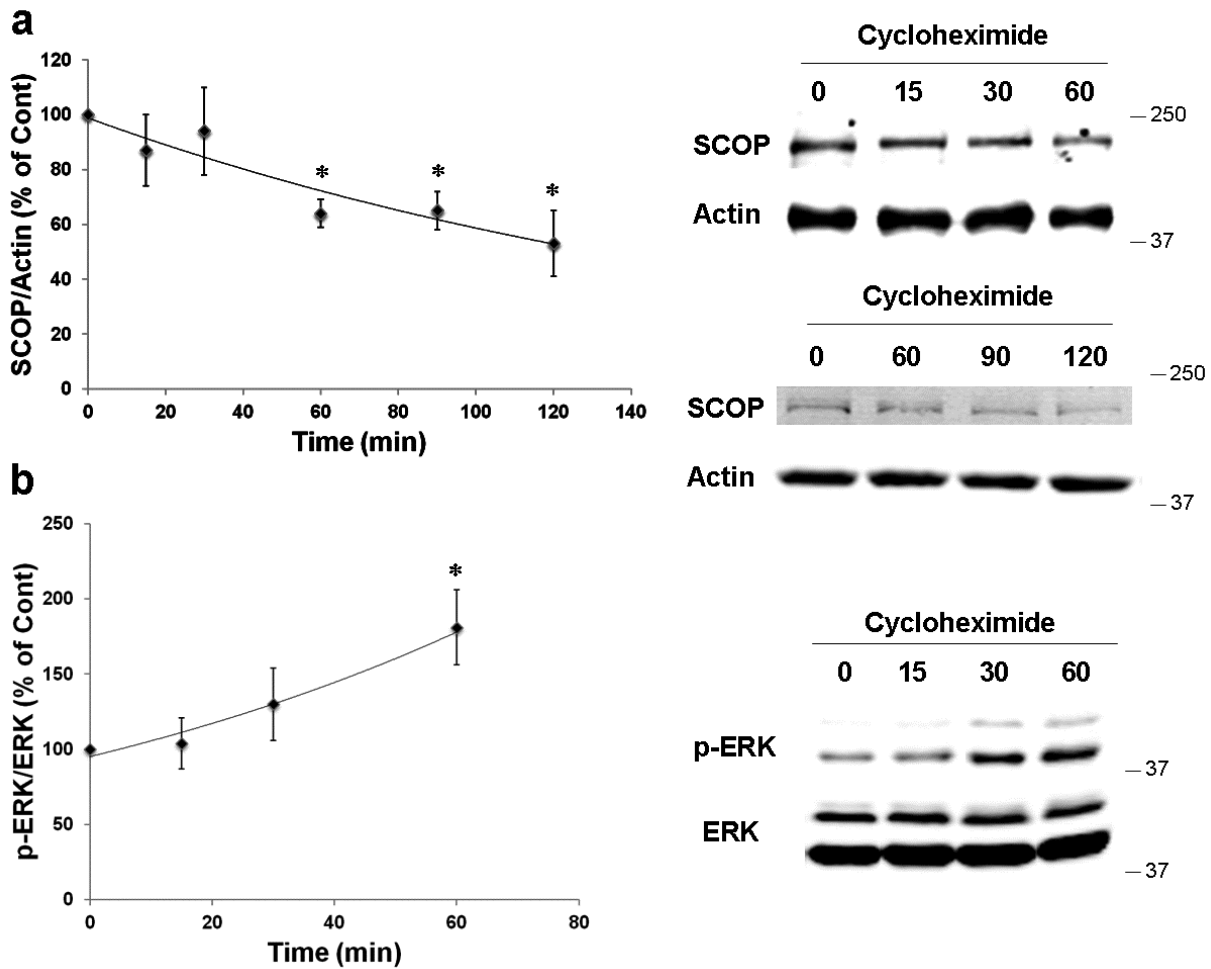 a
SCOP/Actin (% of Cont)
120
100
80
60
40
20
0
* * *
0 20 40 60 80 100 120 140
Time (min)
Cycloheximide
0 15 30 60
250
SCOP
Actin
37
Cycloheximide
0 60 90 120
250
SCOP
Actin
37
b
p-ERK/ERK (% of Cont)
250
200
150
100
50
0
*
0 20 40 60 80
Time (min)
Cycloheximide
0 15 30 60
p-ERK
37
ERK
37